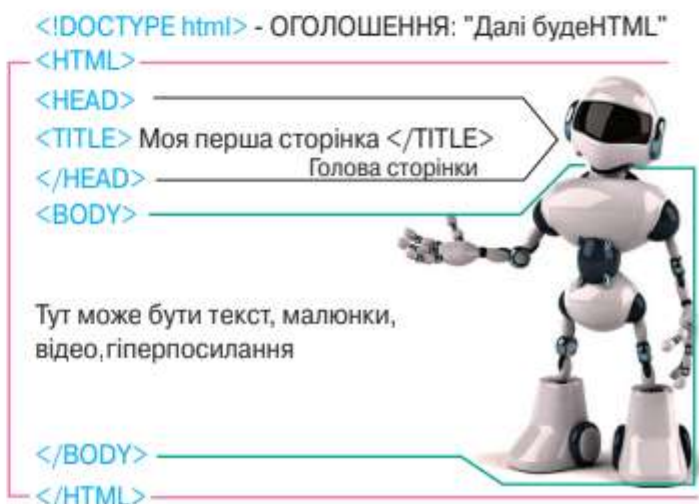 <!DOCTYPE html> - ОГОЛОШЕННЯ: "Далі будеHTML"
<HTML>
<HEAD>
<TITLE> Моя перша сторінка </TITLE>
Голова сторінки
</HEAD>
<BODY>
Тут може бути текст, малюнки,
відео,гіперпосилання
</BODY>
</HTML>